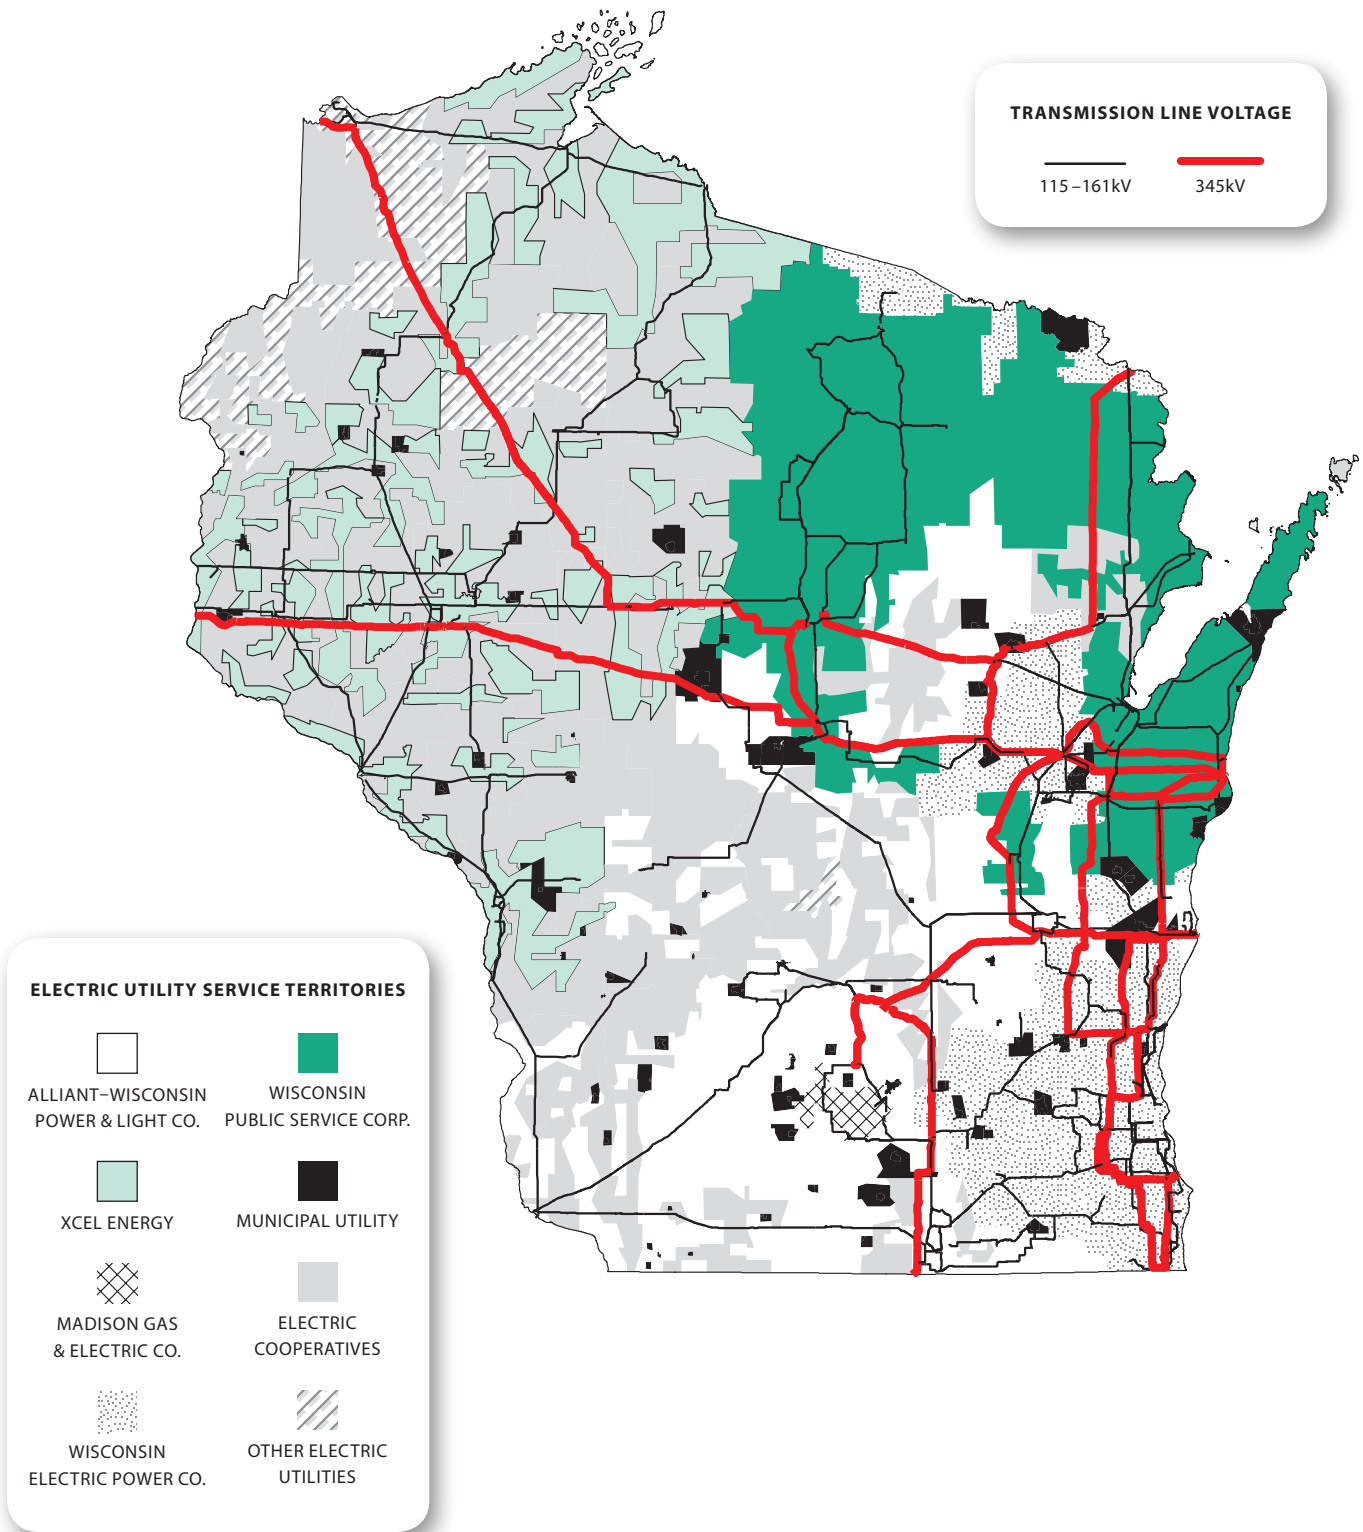 TRANSMISSION LINE VOLTAGE
115–161kV
345kV
ELECTRIC UTILITY SERVICE TERRITORIES
ALLIANT–WISCONSIN
POWER & LIGHT CO.
WISCONSIN
PUBLIC SERVICE CORP.
XCEL ENERGY
MUNICIPAL UTILITY
MADISON GAS
& ELECTRIC CO.
ELECTRIC
COOPERATIVES
WISCONSIN
ELECTRIC POWER CO.
OTHER ELECTRIC
UTILITIES